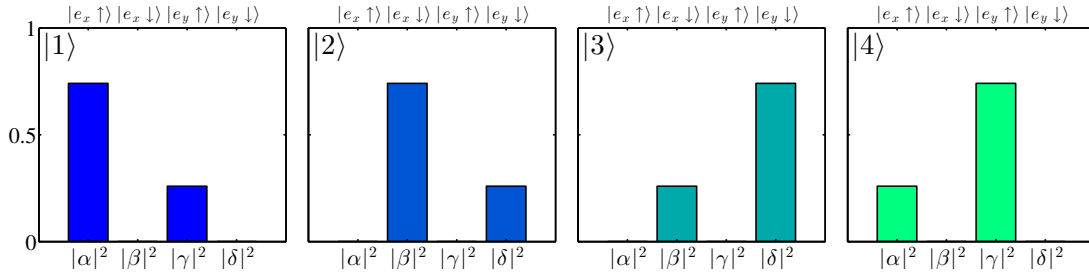 |e_x ↑⟩ |e_x ↓⟩ |e_y ↑⟩ |e_y ↓⟩ |e_x ↑⟩ |e_x ↓⟩ |e_y ↑⟩ |e_y ↓⟩ |e_x ↑⟩ |e_x ↓⟩ |e_y ↑⟩ |e_y ↓⟩ |e_x ↑⟩ |e_x ↓⟩ |e_y ↑⟩ |e_y ↓⟩
1 |1⟩ |2⟩ |3⟩ |4⟩
0.5
0
|α|² |β|² |γ|² |δ|² |α|² |β|² |γ|² |δ|² |α|² |β|² |γ|² |δ|² |α|² |β|² |γ|² |δ|²